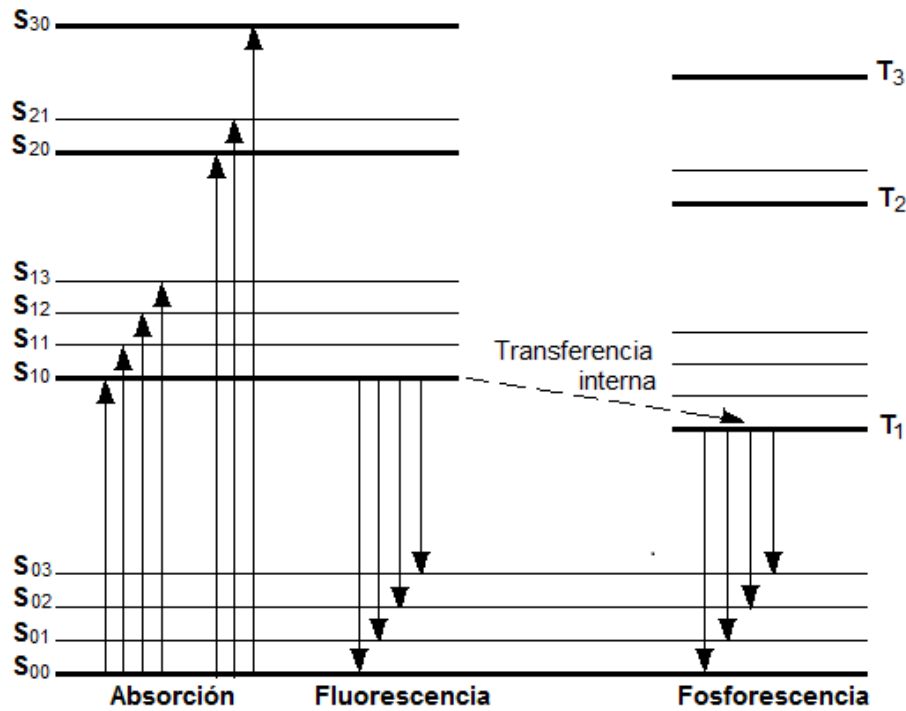 S30
T3
S21
S20
T2
S13
S12
S11
S10
Transferencia
interna
T1
S03
S02
S01
S00
Absorción Fluorescencia Fosforescencia